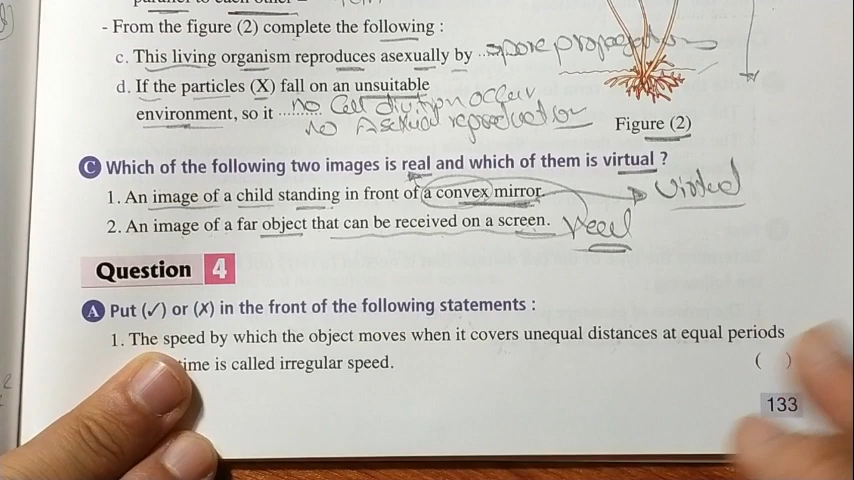 parallel to each other =
- From the figure (2) complete the following :
c. This living organism reproduces asexually by ... spore propagation
d. If the particles (X) fall on an unsuitable
no Cell division occur
environment, so it ..........
no Asexual reproduction
Figure (2)
C Which of the following two images is real and which of them is virtual ?
1. An image of a child standing in front of a convex mirror.
Virtual
2. An image of a far object that can be received on a screen. real
Question 4
A Put (✓) or (✗) in the front of the following statements :
1. The speed by which the object moves when it covers unequal distances at equal periods
time is called irregular speed. ( )
133